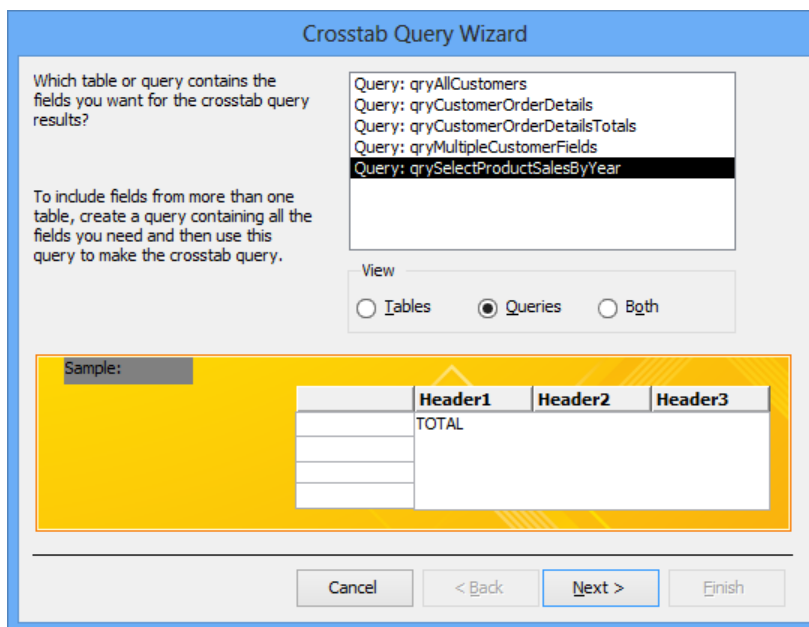 Crosstab Query Wizard
Which table or query contains the
fields you want for the crosstab query
results?
To include fields from more than one
table, create a query containing all the
fields you need and then use this
query to make the crosstab query.
Query: qryAllCustomers
Query: qryCustomerOrderDetails
Query: qryCustomerOrderDetailsTotals
Query: qryMultipleCustomerFields
Query: qrySelectProductSalesByYear
View
Tables Queries Both
Sample:
Header1 Header2 Header3
TOTAL
Cancel < Back Next > Finish